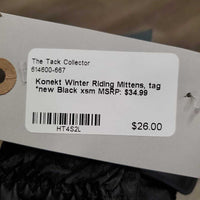 The Tack Collector
614600-667
Konekt Winter Riding Mittens, tag
*new Black xsm MSRP: $34.99
HT4S2L
$26.00